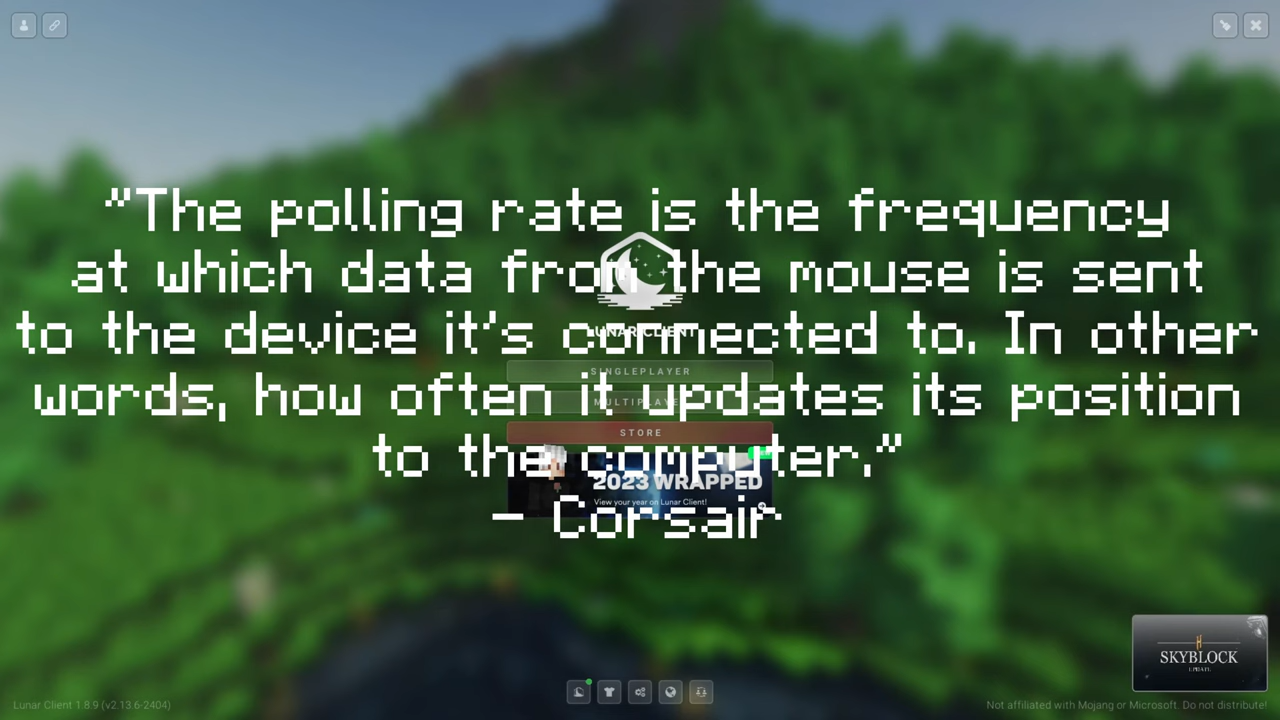 "The polling rate is the frequency
at which data from the mouse is sent
to the device it's connected to. In other
words, how often it updates its position
to the computer."
- Corsair
LUNAR CLIENT
SINGLEPLAYER
MULTIPLAYER
STORE
2023 WRAPPED
View your year on Lunar Client!
SKYBLOCK
UPDATE
Lunar Client 1.8.9 (v2.13.6-2404)
Not affiliated with Mojang or Microsoft. Do not distribute!